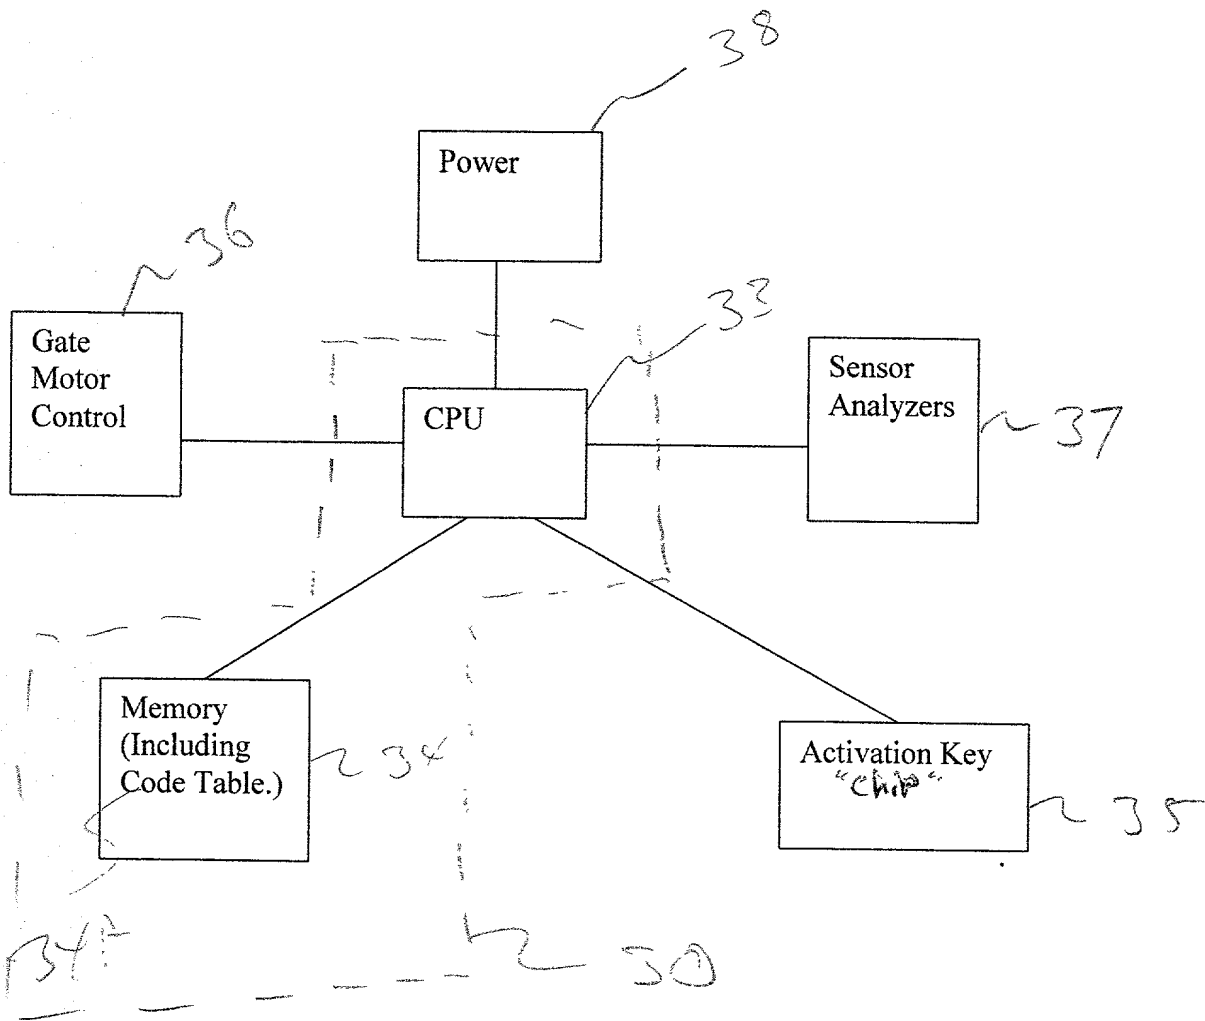 38
Power
36
33
Gate
Motor
Control
CPU
Sensor
Analyzers
37
Memory
(Including
Code Table.)
34
Activation Key
"Chip"
35
30